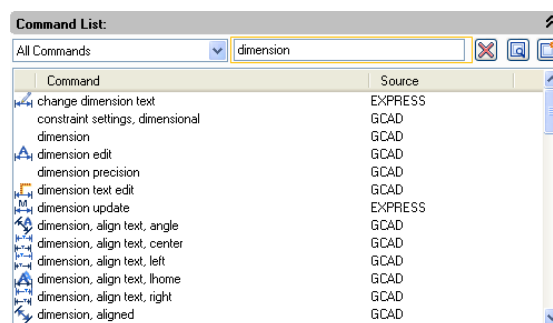 Command List:
All Commands dimension
Command Source
change dimension text EXPRESS
constraint settings, dimensional GCAD
dimension GCAD
dimension edit GCAD
dimension precision GCAD
dimension text edit GCAD
dimension update EXPRESS
dimension, align text, angle GCAD
dimension, align text, center GCAD
dimension, align text, left GCAD
dimension, align text, lhome GCAD
dimension, align text, right GCAD
dimension, aligned GCAD